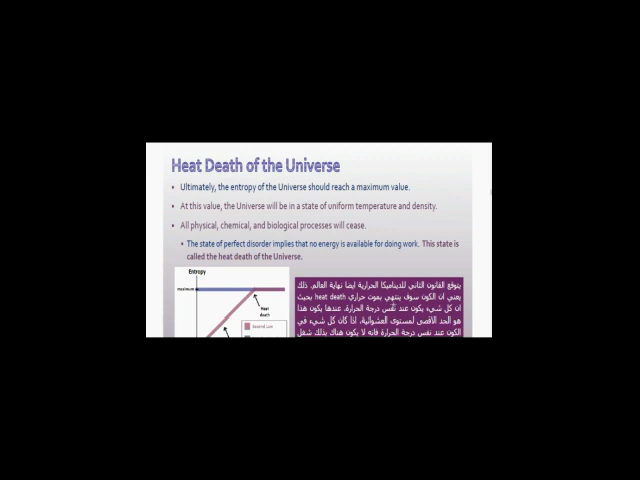 Heat Death of the Universe
• Ultimately, the entropy of the Universe should reach a maximum value.
• At this value, the Universe will be in a state of uniform temperature and density.
• All physical, chemical, and biological processes will cease.
• The state of perfect disorder implies that no energy is available for doing work. This state is
called the heat death of the Universe.
Entropy
maximum
Heat
death
Second Law
يتوقع القانون الثاني للديناميكا الحرارية ايضا نهاية العالم. ذلك
يعني ان الكون سوف ينتهي بموت حراري heat death بحيث
ان كل شيء يكون عند نفس درجة الحرارة. عندها يكون هذا
هو الحد الاقصى لمستوى العشوائية، اذا كان كل شيء في
الكون عند نفس درجة الحرارة فانه لا يكون هناك بذلك شغل